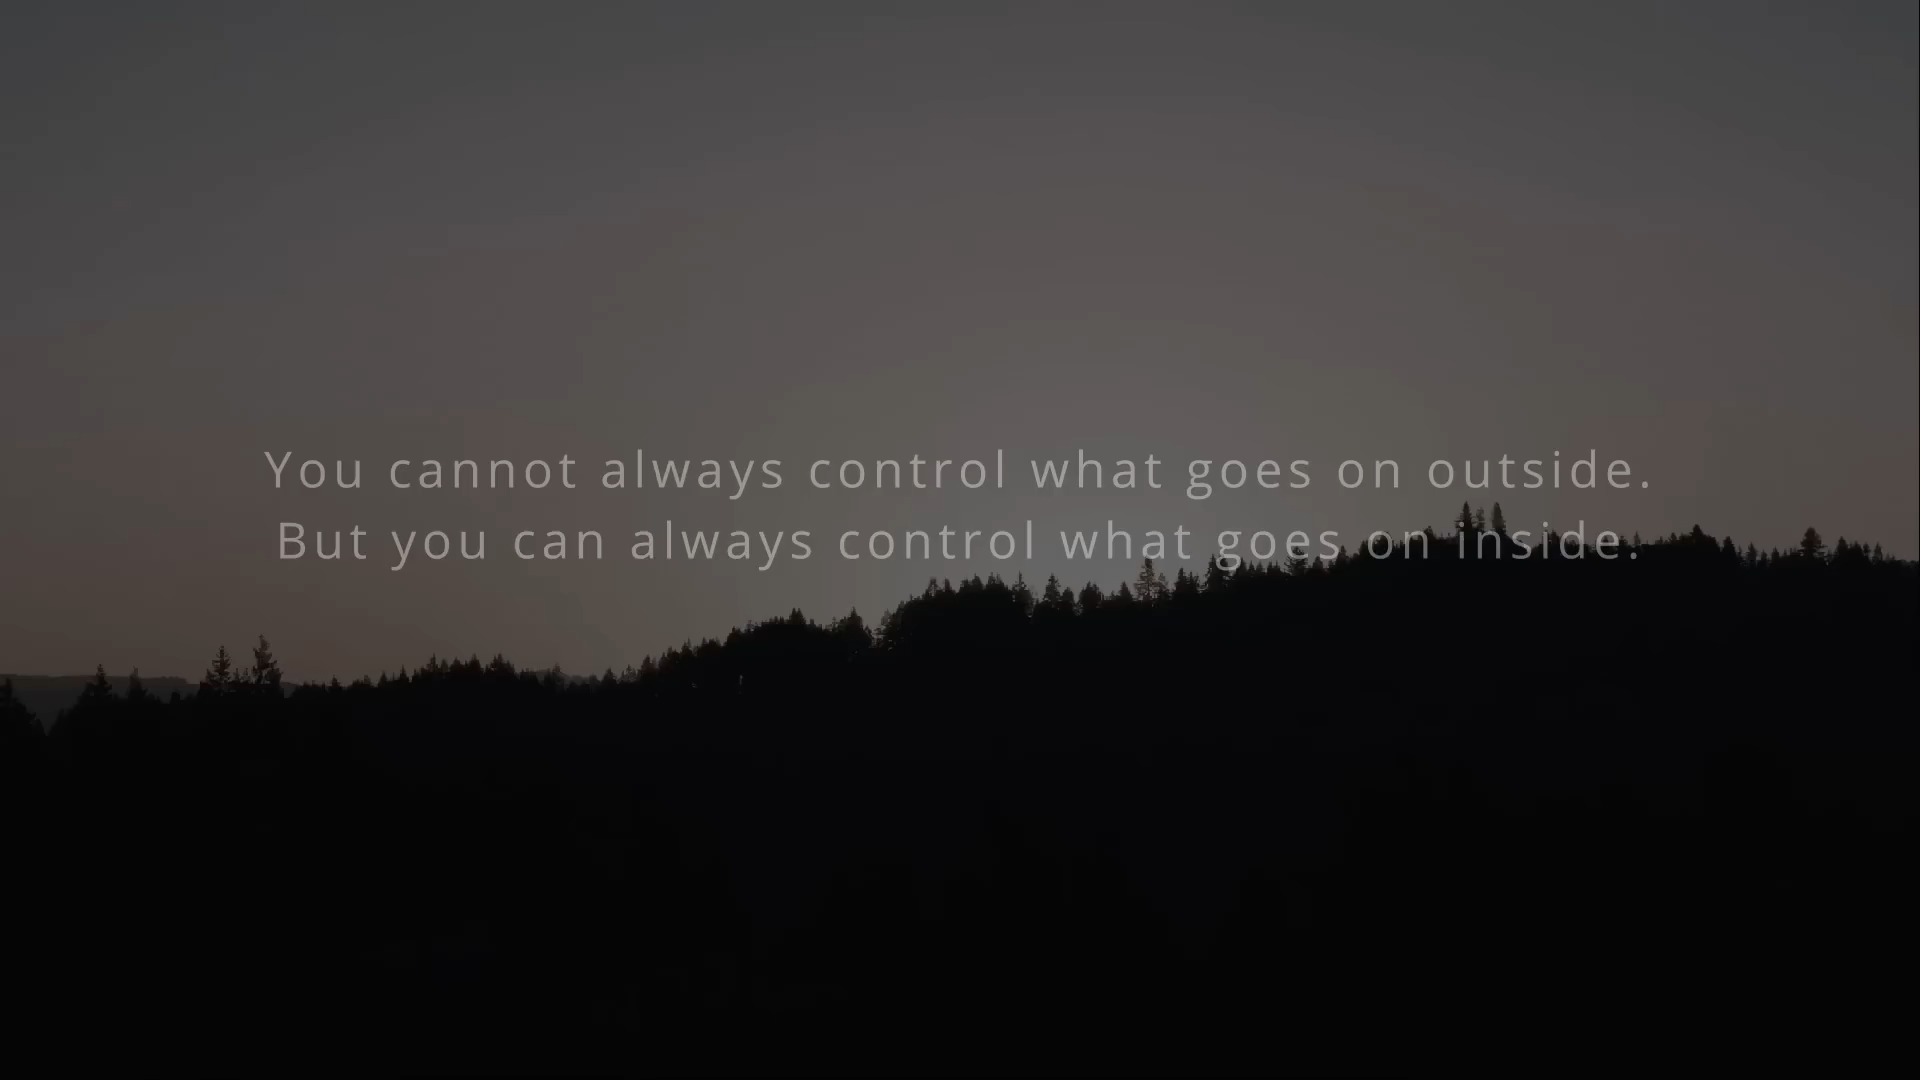 You cannot always control what goes on outside.
But you can always control what goes on inside.